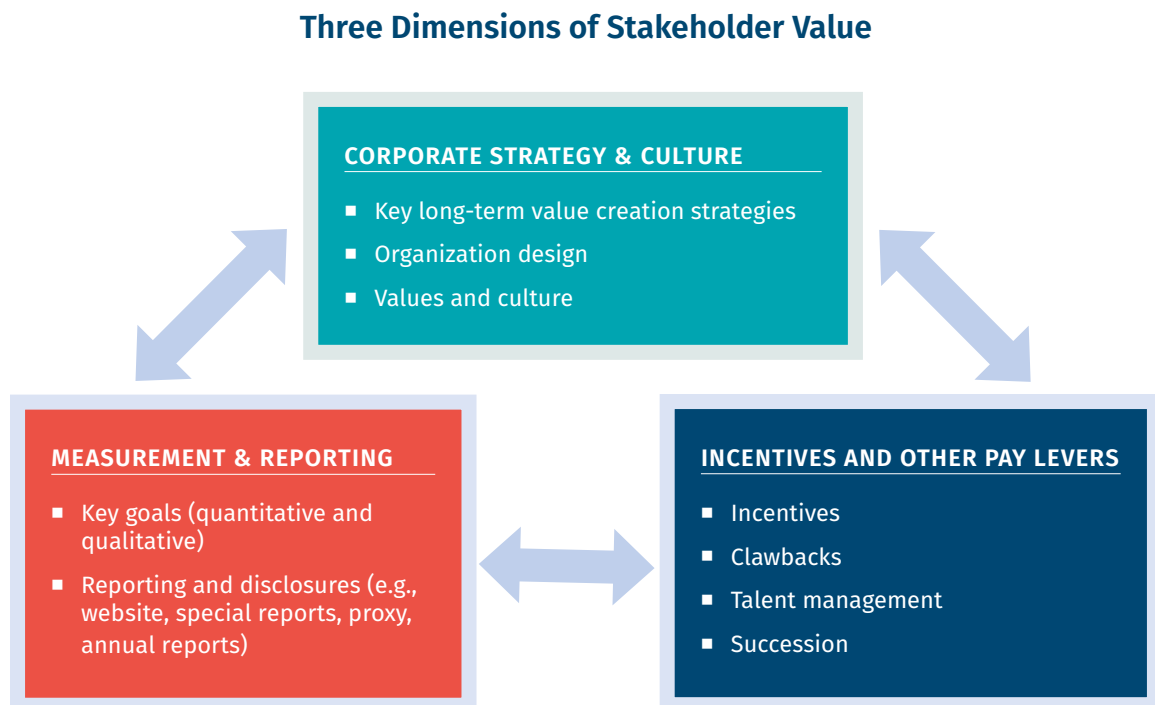 Three Dimensions of Stakeholder Value
CORPORATE STRATEGY & CULTURE
■ Key long-term value creation strategies
■ Organization design
■ Values and culture
MEASUREMENT & REPORTING
■ Key goals (quantitative and
qualitative)
■ Reporting and disclosures (e.g.,
website, special reports, proxy,
annual reports)
INCENTIVES AND OTHER PAY LEVERS
■ Incentives
■ Clawbacks
■ Talent management
■ Succession